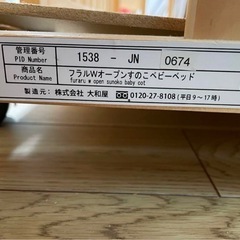 管理番号 PID Number 1538 - JN 0674
商品名 Product Name フラルWオープンすのこベビーベッド
furaru w open sunoko baby cot
製造元: 株式会社 大和屋 0120-27-8108 (平日9~17時)